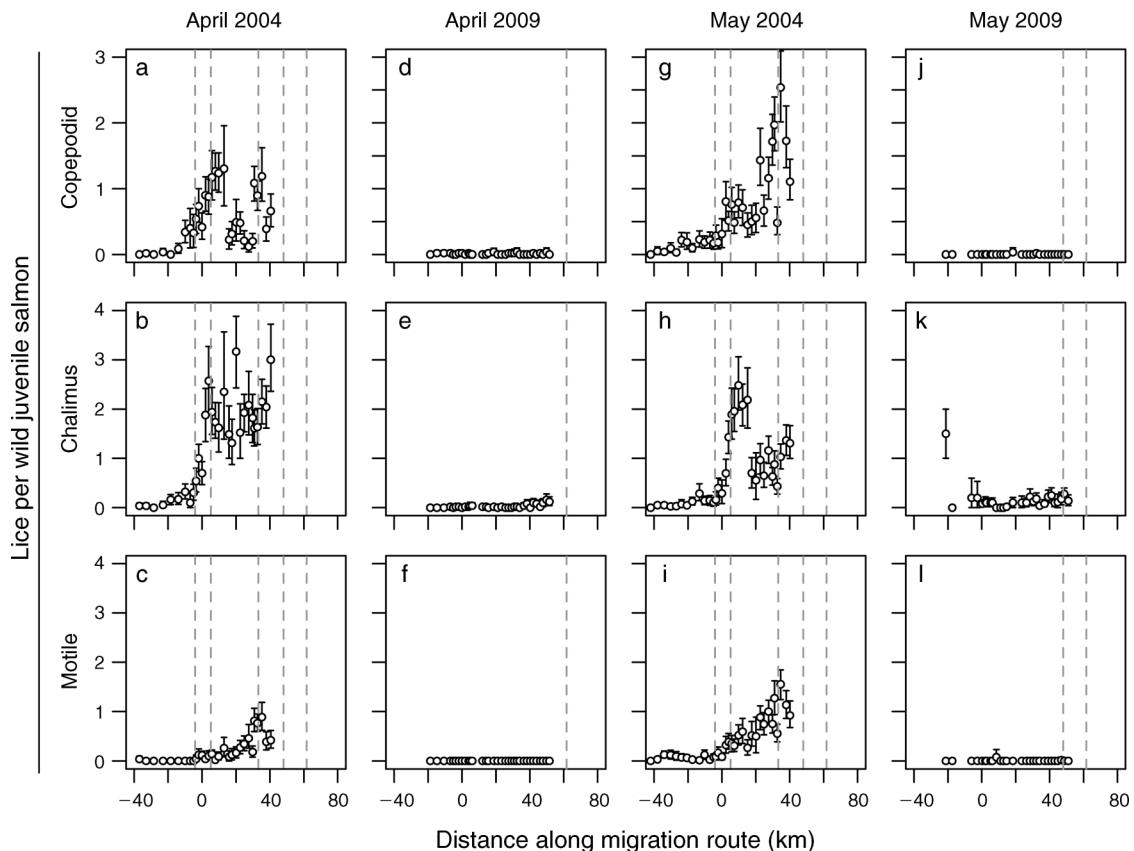 April 2004 April 2009 May 2004 May 2009
a d g j
3
2
1
0
Copepodid
b e h k
4
3
2
1
0
Chalimus
c f i l
4
3
2
1
0
Motile
Lice per wild juvenile salmon
−40 0 40 80 −40 0 40 80 −40 0 40 80 −40 0 40 80
Distance along migration route (km)